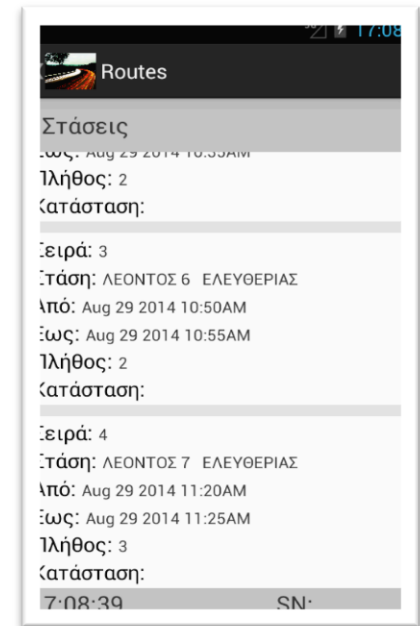 17:08
Routes
Στάσεις
Έως: Aug 29 2014 10:35AM
Πλήθος: 2
Κατάσταση:
Σειρά: 3
Στάση: ΛΕΟΝΤΟΣ 6 ΕΛΕΥΘΕΡΙΑΣ
Από: Aug 29 2014 10:50AM
Έως: Aug 29 2014 10:55AM
Πλήθος: 2
Κατάσταση:
Σειρά: 4
Στάση: ΛΕΟΝΤΟΣ 7 ΕΛΕΥΘΕΡΙΑΣ
Από: Aug 29 2014 11:20AM
Έως: Aug 29 2014 11:25AM
Πλήθος: 3
Κατάσταση:
7:08:39 SN: